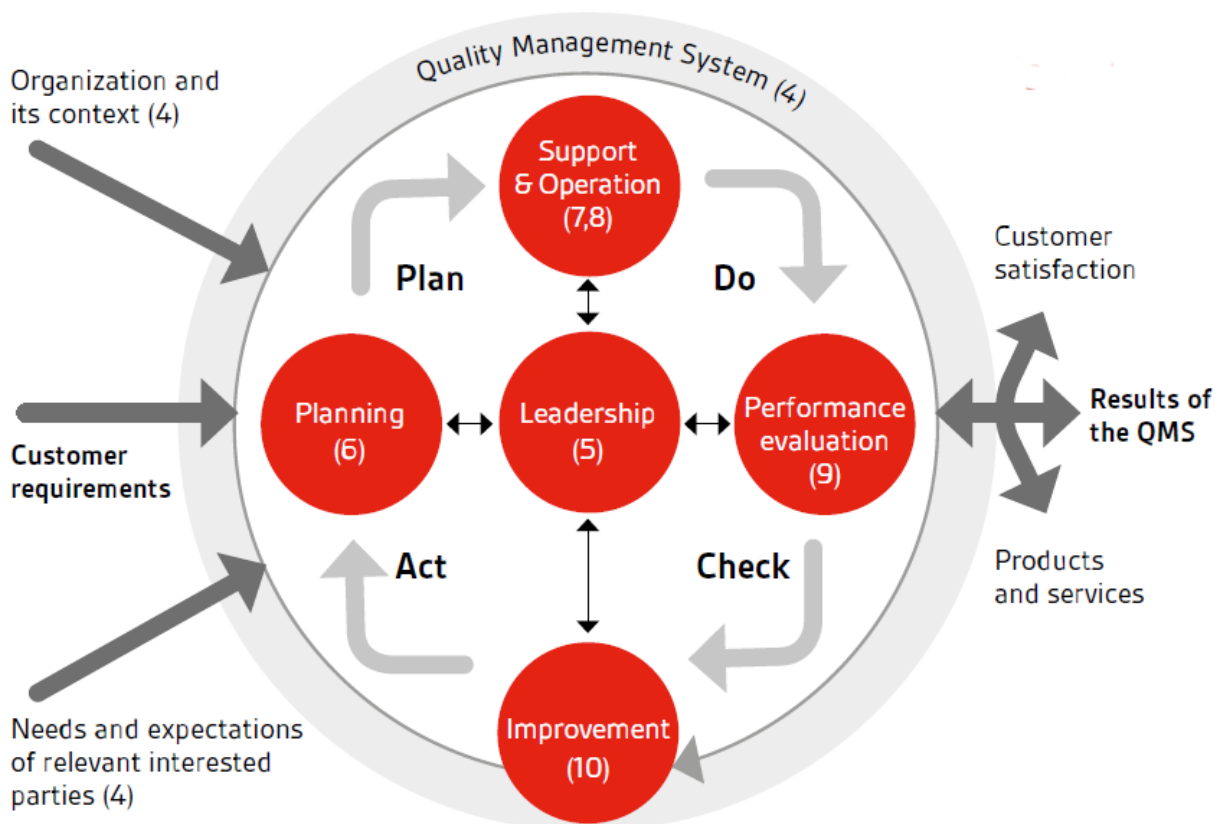 Quality Management System (4)
Organization and
its context (4)
Support
& Operation
(7,8)
Plan
Do
Customer
satisfaction
Planning
(6)
Leadership
(5)
Performance
evaluation
(9)
Results of
the QMS
Customer
requirements
Act
Check
Products
and services
Improvement
(10)
Needs and expectations
of relevant interested
parties (4)